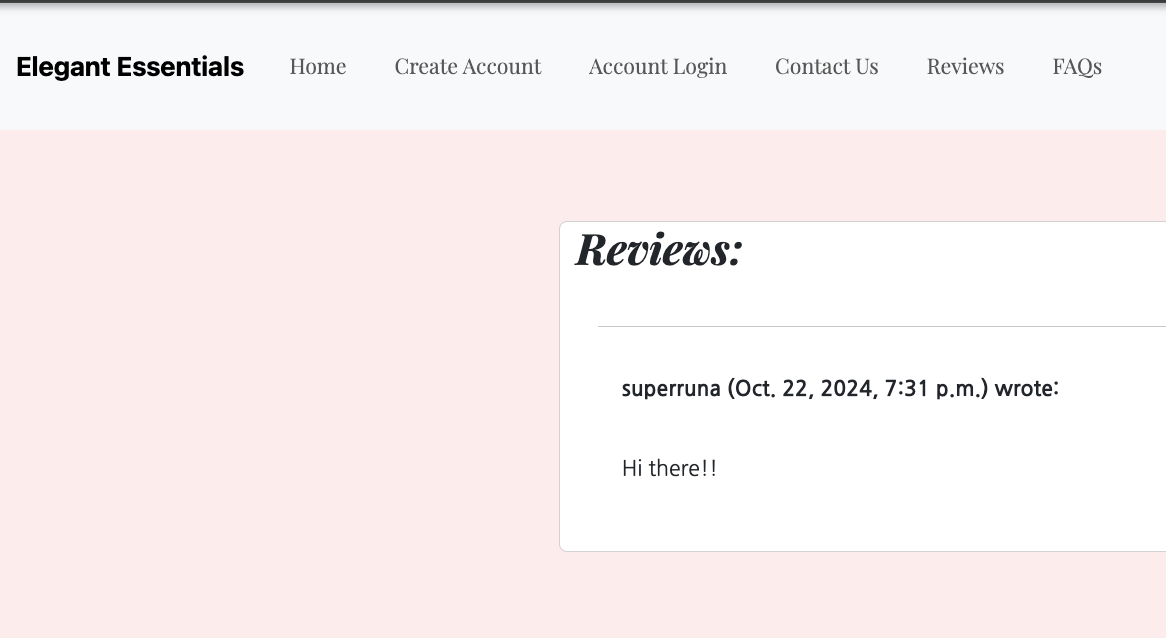 Elegant Essentials Home Create Account Account Login Contact Us Reviews FAQs
Reviews:
superruna (Oct. 22, 2024, 7:31 p.m.) wrote:
Hi there!!